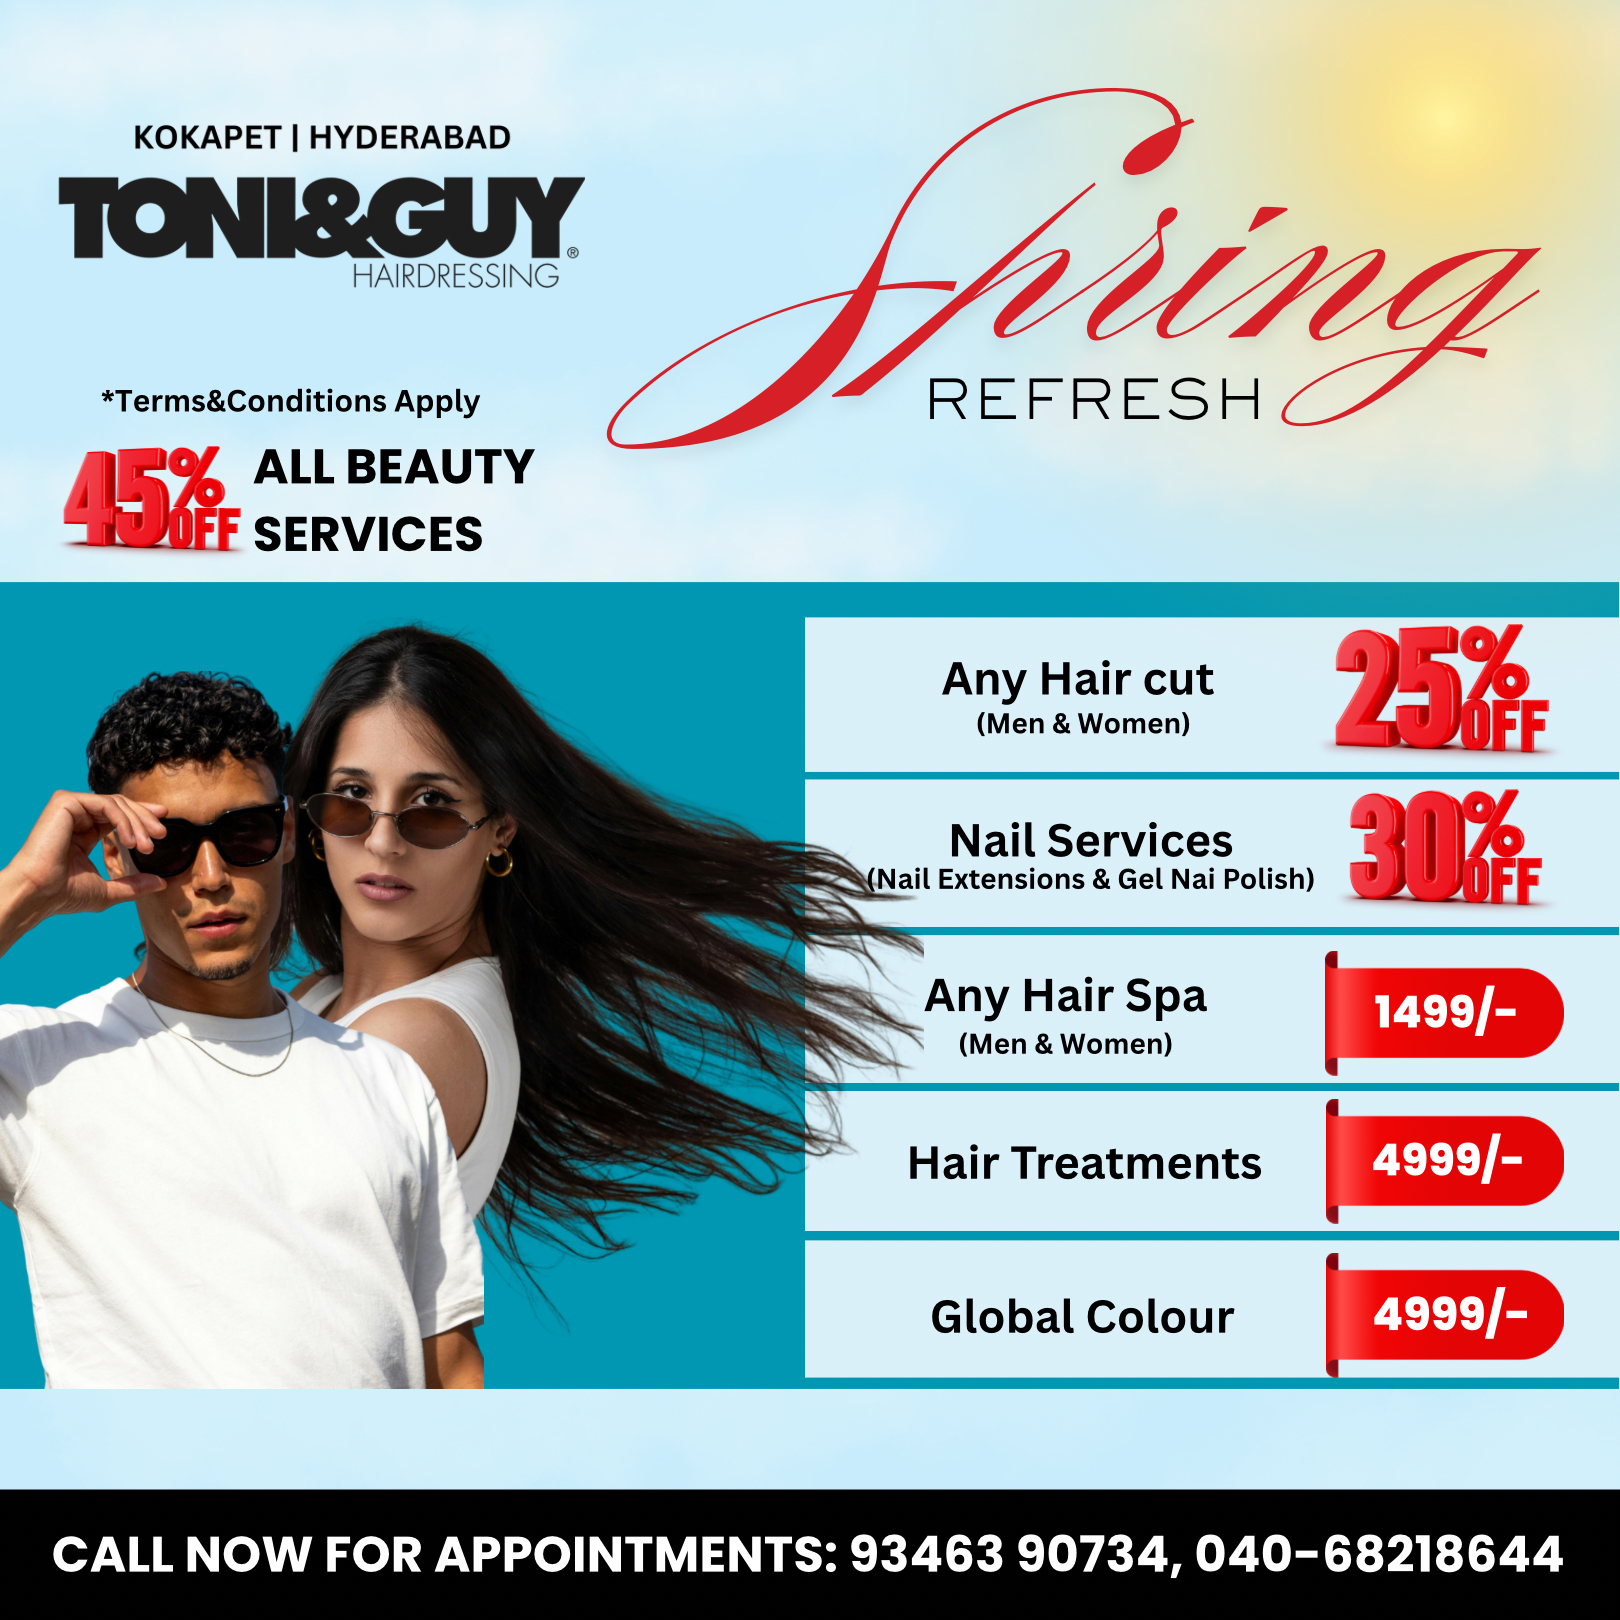 KOKAPET | HYDERABAD
TONI&GUY®
HAIRDRESSING
Spring
REFRESH
*Terms&Conditions Apply
45% OFF
ALL BEAUTY
SERVICES
Any Hair cut
(Men & Women)
25% OFF
Nail Services
(Nail Extensions & Gel Nai Polish)
30% OFF
Any Hair Spa
(Men & Women)
1499/-
Hair Treatments
4999/-
Global Colour
4999/-
CALL NOW FOR APPOINTMENTS: 93463 90734, 040-68218644